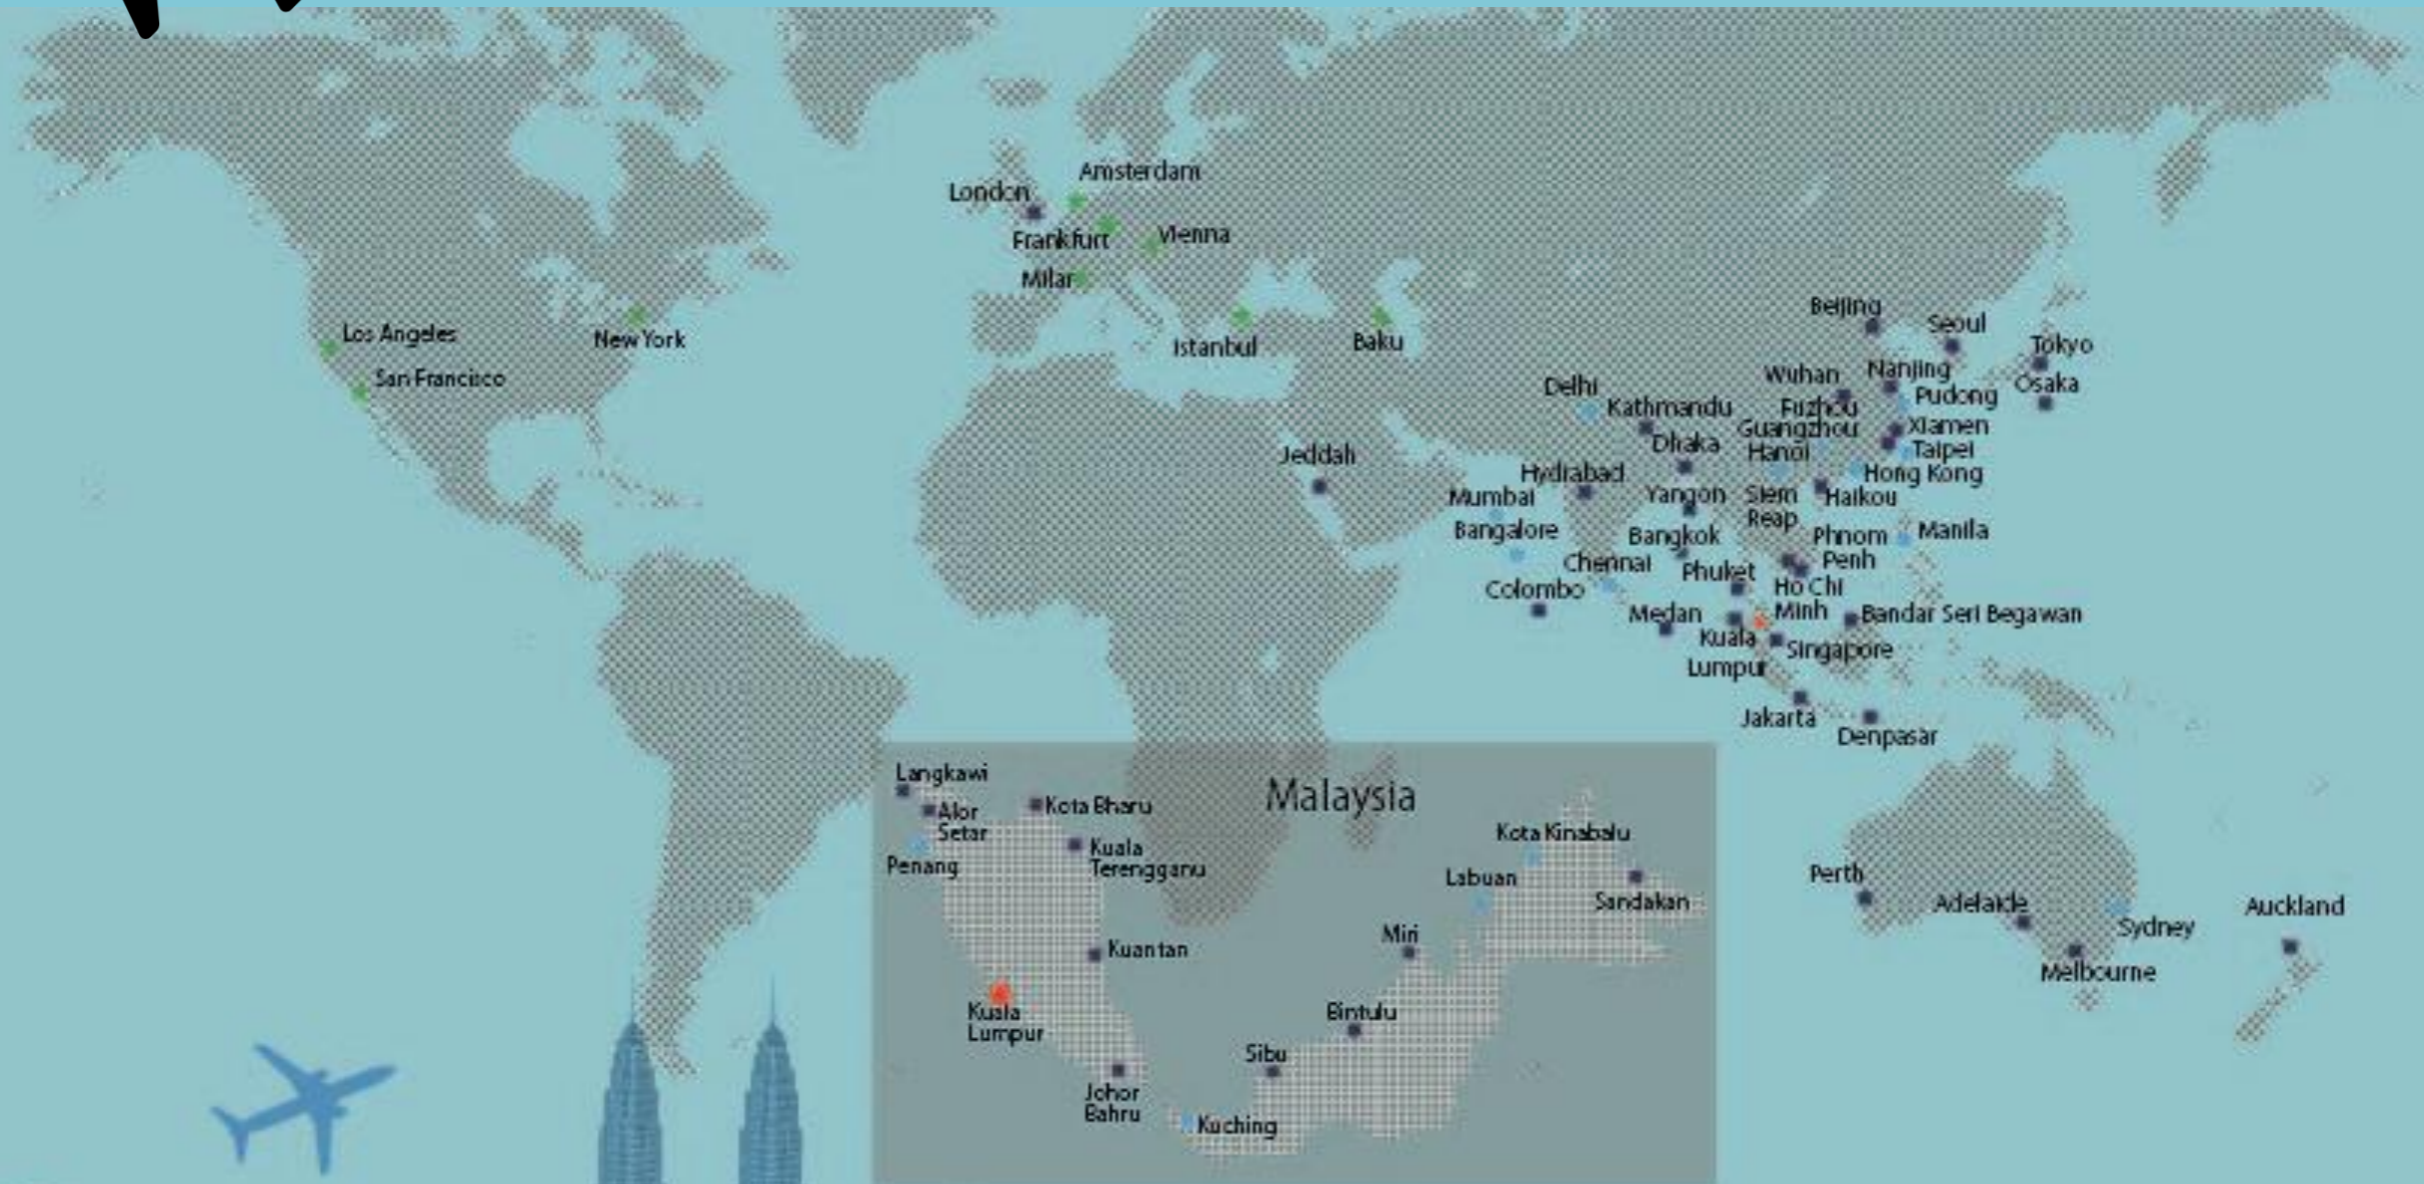 Amsterdam
London
Frankfurt
Vienna
Milan
Los Angeles
New York
San Francisco
Istanbul
Baku
Beijing
Seoul
Tokyo
Osaka
Wuhan
Nanjing
Delhi
Kathmandu
Fuzhou
Pudong
Guangzhou
Xiamen
Dhaka
Hanoi
Taipei
Jeddah
Hydiabad
Hong Kong
Mumbai
Yangon
Siem
Reap
Haikou
Bangalore
Bangkok
Phnom
Penh
Manila
Chennai
Phuket
Ho Chi
Minh
Colombo
Medan
Bandar Seri Begawan
Kuala
Lumpur
Singapore
Jakarta
Denpasar
Malaysia
Langkawi
Alor
Setar
Kota Bharu
Penang
Kuala
Terengganu
Kota Kinabalu
Labuan
Sandakan
Miri
Kuantan
Kuala
Lumpur
Bintulu
Sibu
Johor
Bahru
Kuching
Perth
Adelaide
Sydney
Melbourne
Auckland